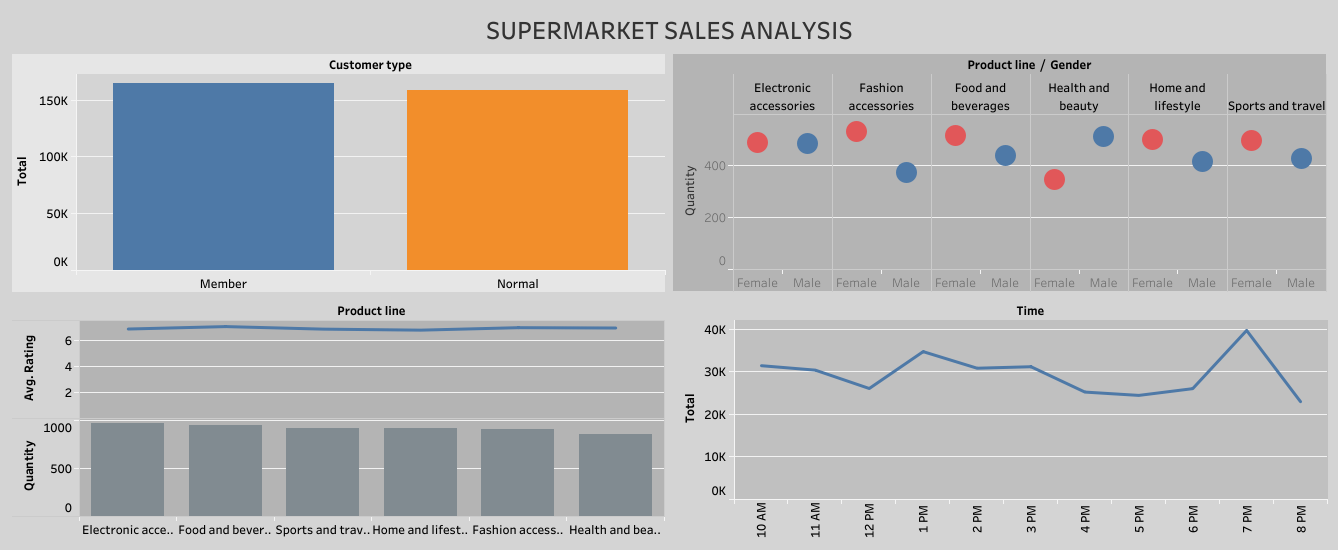 SUPERMARKET SALES ANALYSIS
Customer type
Total
150K
100K
50K
0K
Member Normal
Product line / Gender
Electronic accessories
Fashion accessories
Food and beverages
Health and beauty
Home and lifestyle
Sports and travel
Quantity
400
200
0
Female Male Female Male Female Male Female Male Female Male Female Male
Product line
Avg. Rating
6
4
2
Quantity
1000
500
0
Electronic acce.. Food and bever.. Sports and trav.. Home and lifest.. Fashion access.. Health and bea..
Time
Total
40K
30K
20K
10K
0K
10 AM 11 AM 12 PM 1 PM 2 PM 3 PM 4 PM 5 PM 6 PM 7 PM 8 PM